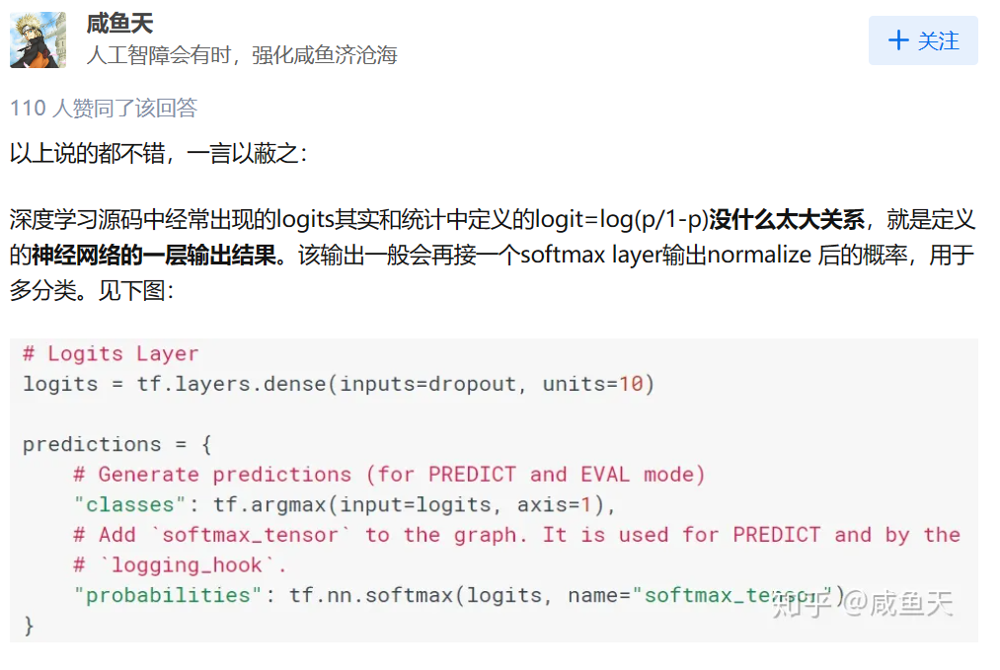 咸鱼天
人工智障会有时，强化咸鱼济沧海
+ 关注
110 人赞同了该回答
以上说的都不错，一言以蔽之：
深度学习源码中经常出现的logits其实和统计中定义的logit=log(p/1-p)没什么太大关系，就是定义
的神经网络的一层输出结果。该输出一般会再接一个softmax layer输出normalize 后的概率，用于
多分类。见下图：
# Logits Layer
logits = tf.layers.dense(inputs=dropout, units=10)
predictions = {
    # Generate predictions (for PREDICT and EVAL mode)
    "classes": tf.argmax(input=logits, axis=1),
    # Add `softmax_tensor` to the graph. It is used for PREDICT and by the
    # `logging_hook`.
    "probabilities": tf.nn.softmax(logits, name="softmax_tensor")
}
知乎 @咸鱼天